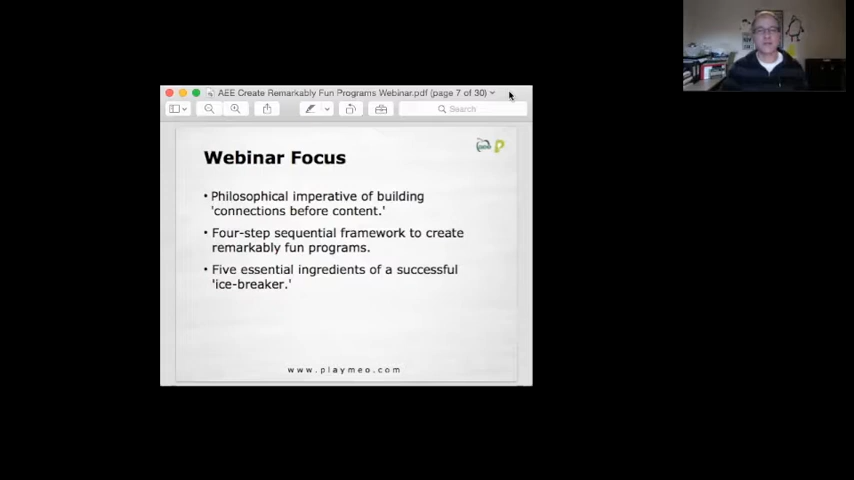 AEE Create Remarkably Fun Programs Webinar.pdf (page 7 of 30)
Search
Webinar Focus
• Philosophical imperative of building
'connections before content.'
• Four-step sequential framework to create
remarkably fun programs.
• Five essential ingredients of a successful
'ice-breaker.'
www.playmeo.com